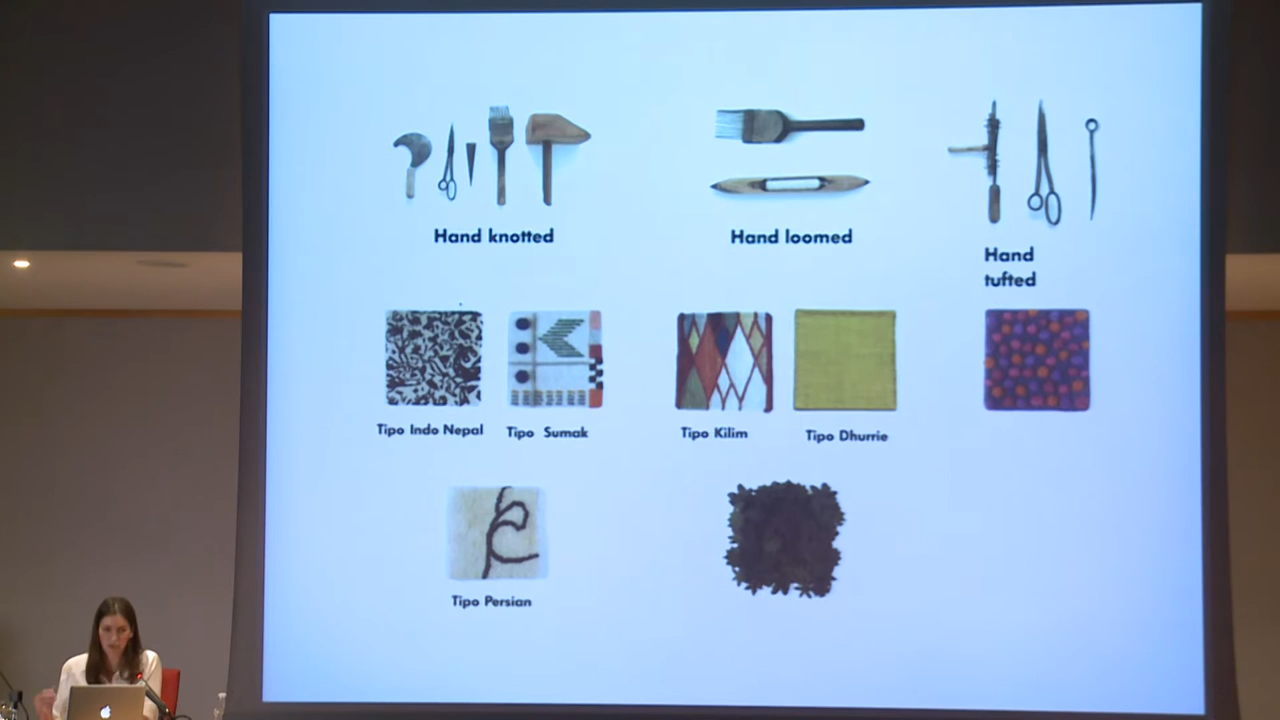 Hand knotted
Hand loomed
Hand
tufted
Tipo Indo Nepal
Tipo Sumak
Tipo Kilim
Tipo Dhurrie
Tipo Persian